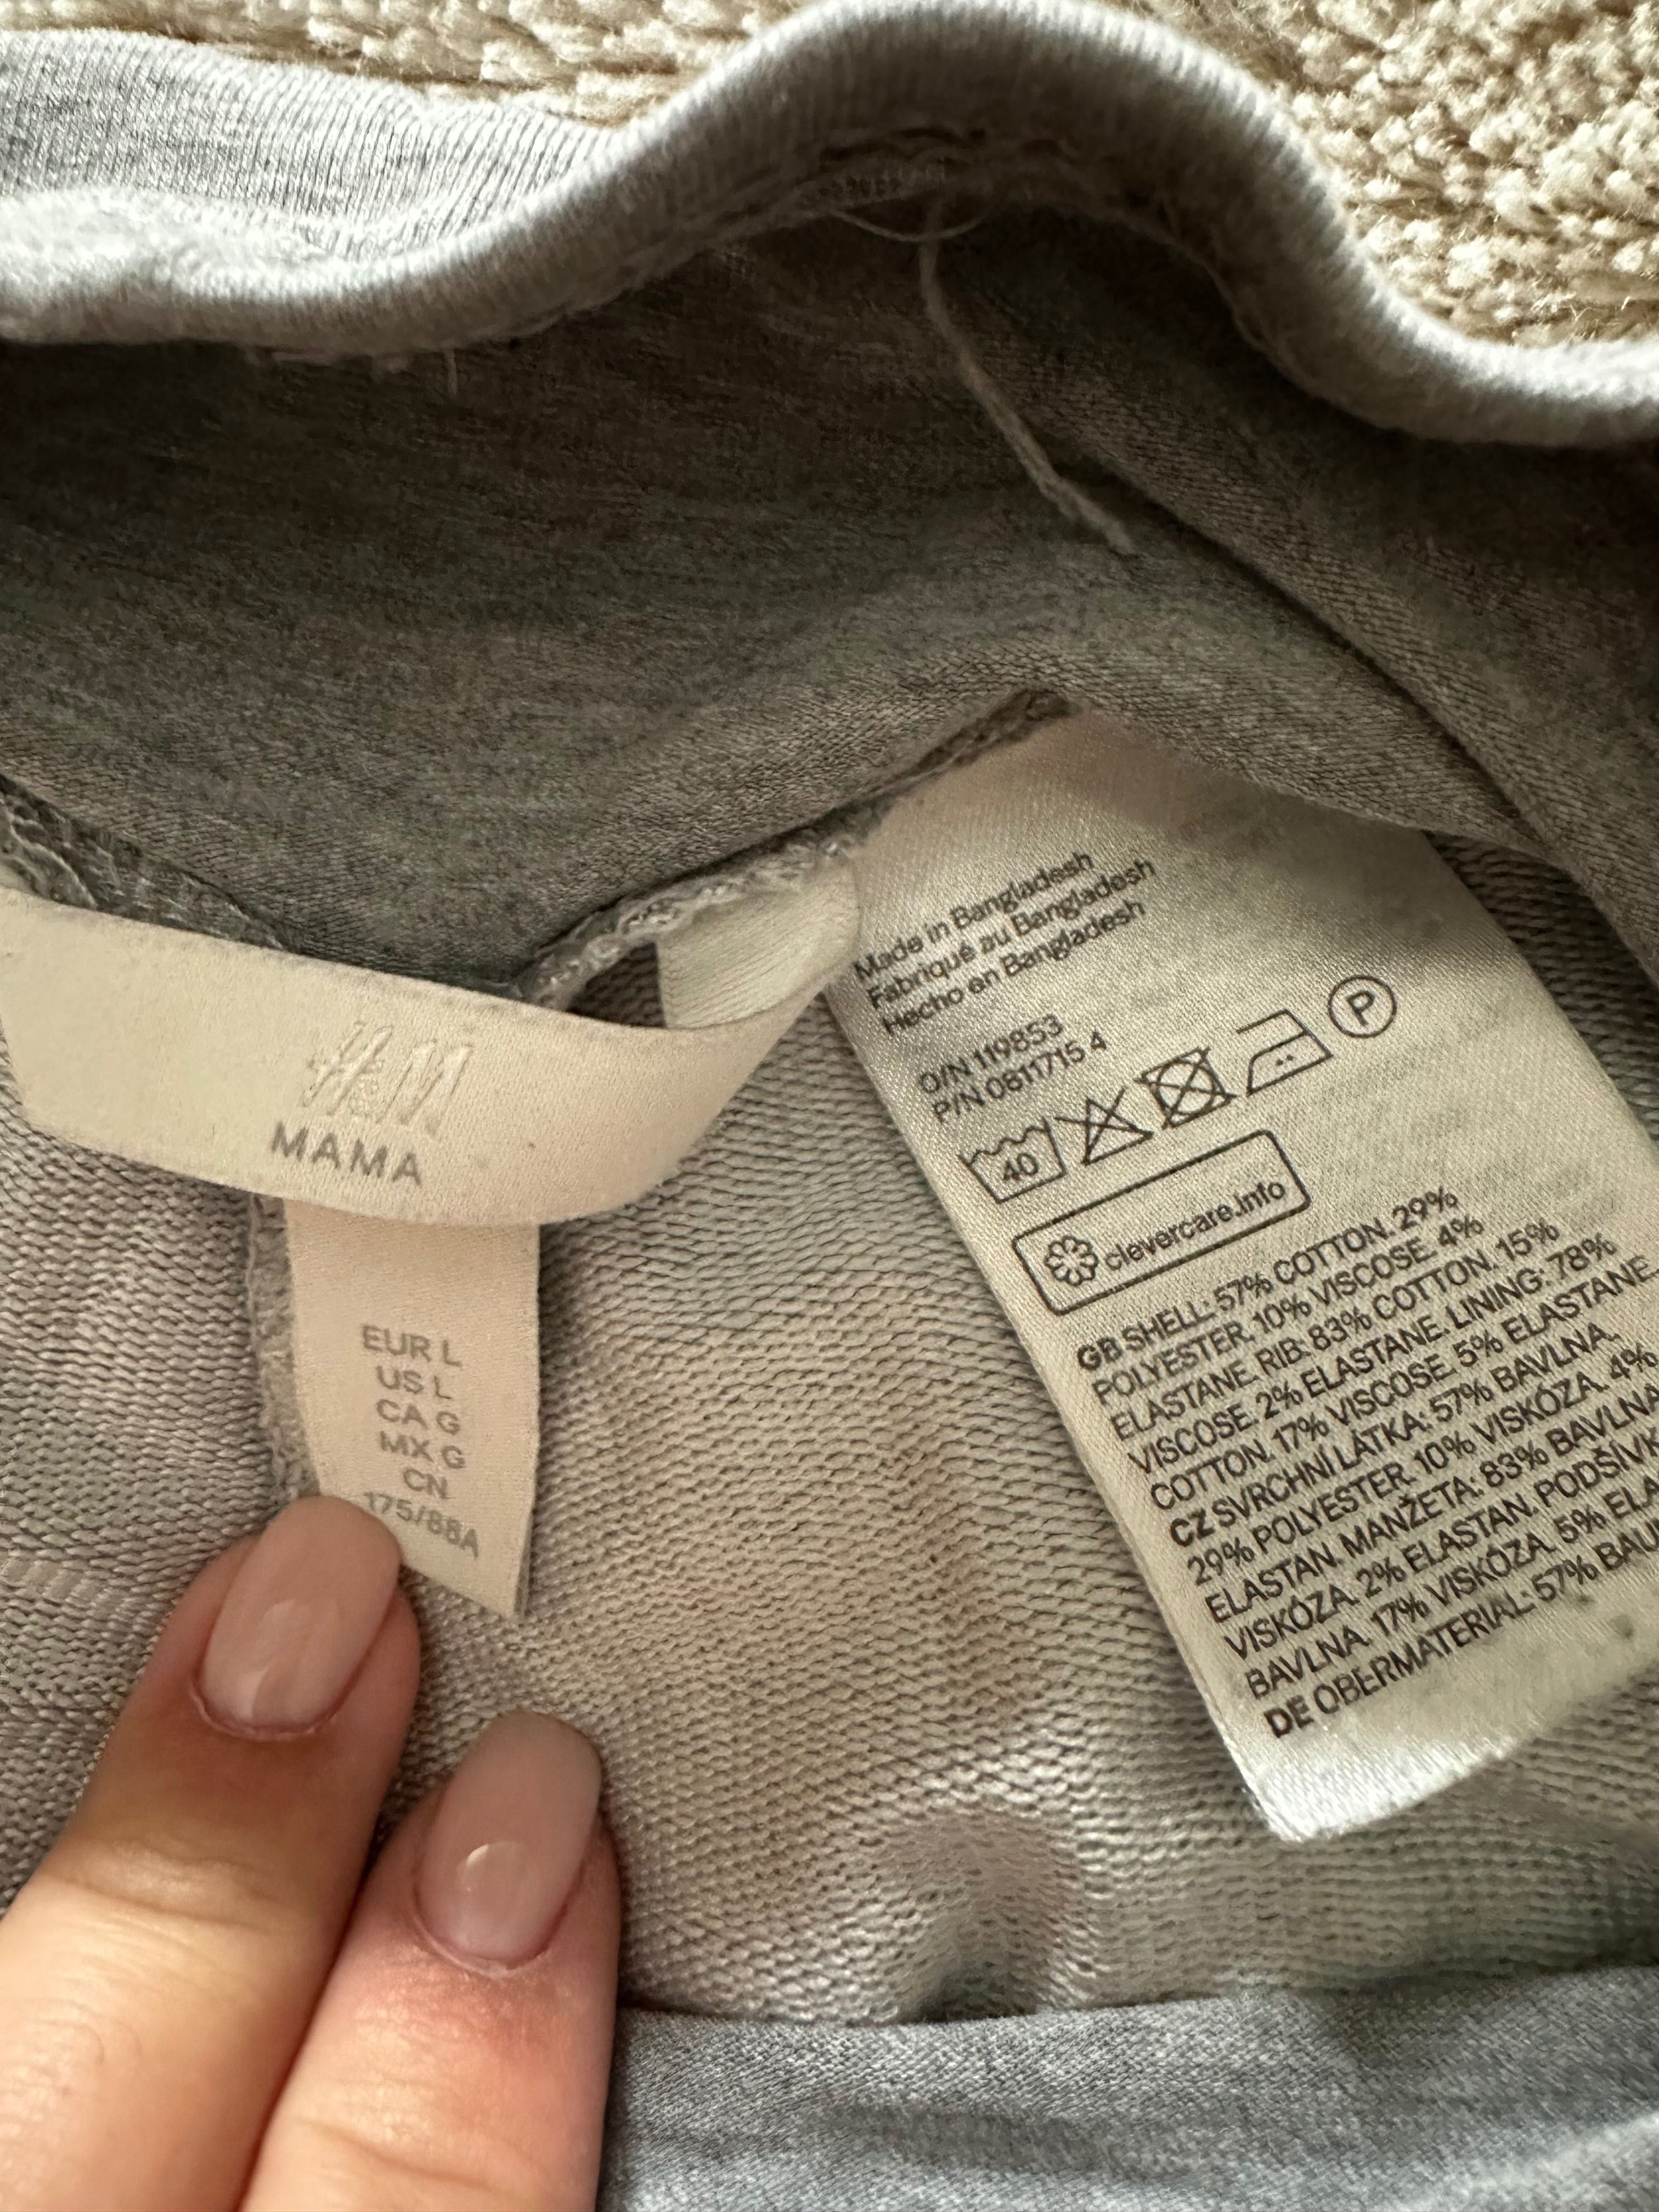 H&M
MAMA
EUR L
US L
CA G
MX G
CN
175/88A
Made in Bangladesh
Fabriqué au Bangladesh
Hecho en Bangladesh
O/N 119853
P/N 0811715 4
40
P
clevercare.info
GB SHELL: 57% COTTON. 29%
POLYESTER. 10% VISCOSE. 4%
ELASTANE. RIB: 83% COTTON. 15%
VISCOSE. 2% ELASTANE. LINING: 78%
COTTON. 17% VISCOSE. 5% ELASTANE.
CZ SVRCHNÍ LÁTKA: 57% BAVLNA.
29% POLYESTER. 10% VISKÓZA. 4%
ELASTAN. MANŽETA: 83% BAVLNA
VISKÓZA. 2% ELASTAN. PODŠÍVK
BAVLNA. 17% VISKÓZA. 5% ELA
DE OBERMATERIAL: 57% BAU